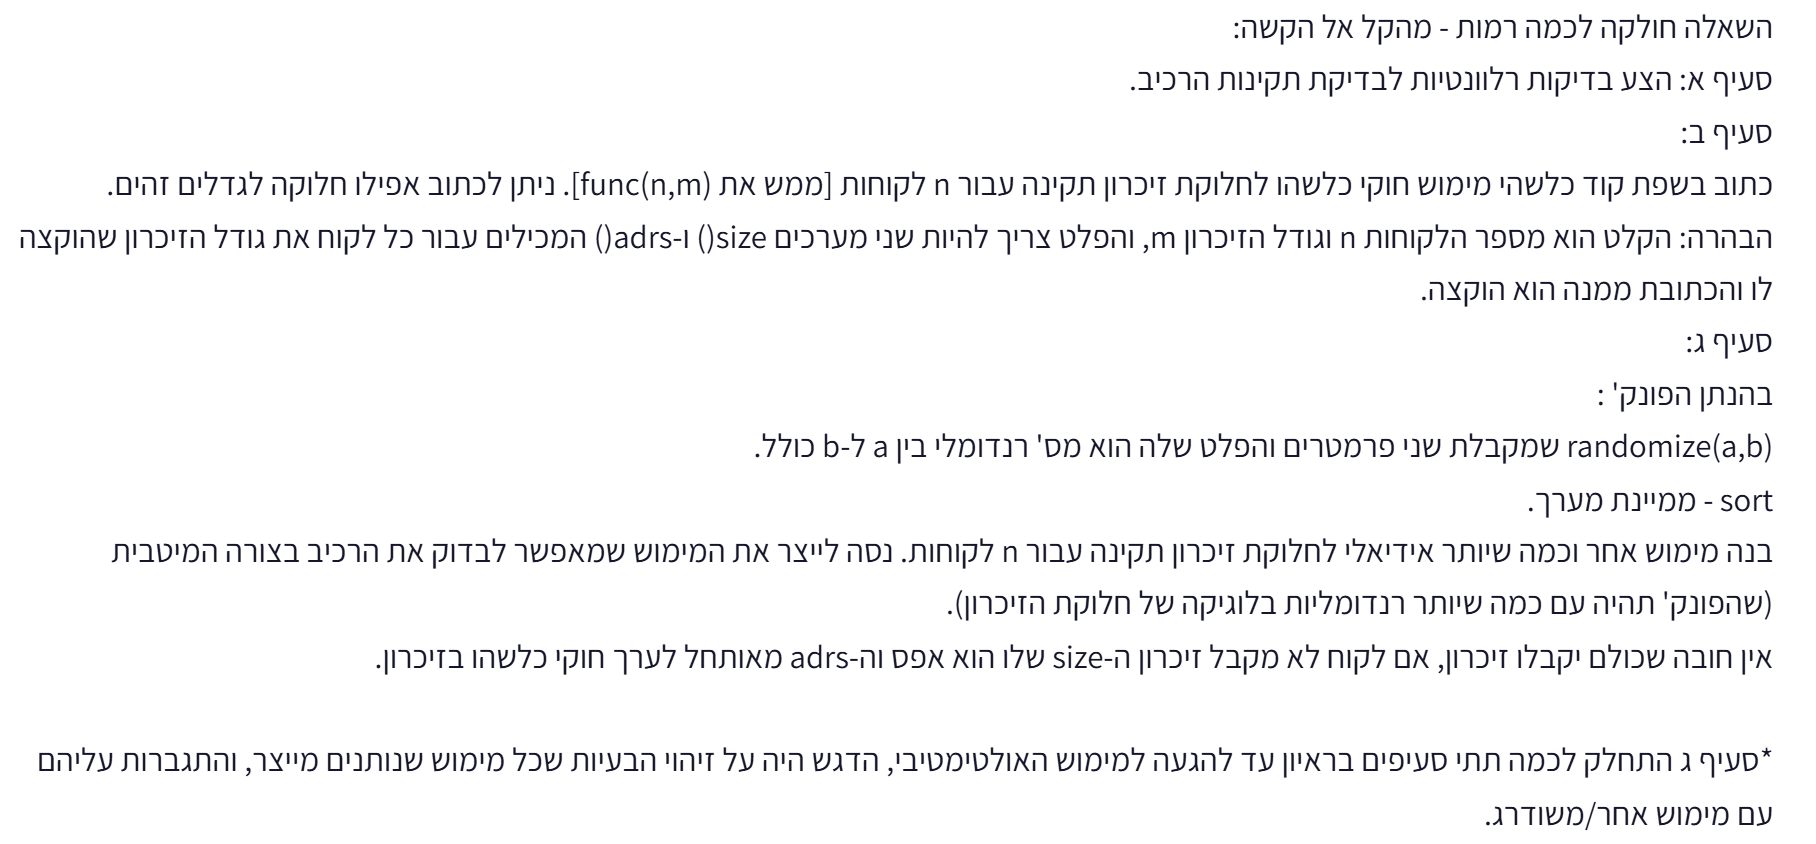 השאלה חולקה לכמה רמות - מהקל אל הקשה:
סעיף א: הצע בדיקות רלוונטיות לבדיקת תקינות הרכיב.
סעיף ב:
כתוב בשפת קוד כלשהי מימוש חוקי כלשהו לחלוקת זיכרון תקינה עבור n לקוחות [ממש את func(n,m)]. ניתן לכתוב אפילו חלוקה לגדלים זהים.
הבהרה: הקלט הוא מספר הלקוחות n וגודל הזיכרון m, והפלט צריך להיות שני מערכים size() ו-adrs() המכילים עבור כל לקוח את גודל הזיכרון שהוקצה
לו והכתובת ממנה הוא הוקצה.
סעיף ג:
בהנתן הפונק' :
randomize(a,b) שמקבלת שני פרמטרים והפלט שלה הוא מס' רנדומלי בין a ל-b כולל.
sort - ממיינת מערך.
בנה מימוש אחר וכמה שיותר אידיאלי לחלוקת זיכרון תקינה עבור n לקוחות. נסה לייצר את המימוש שמאפשר לבדוק את הרכיב בצורה המיטבית
(שהפונק' תהיה עם כמה שיותר רנדומליות בלוגיקה של חלוקת הזיכרון).
אין חובה שכולם יקבלו זיכרון, אם לקוח לא מקבל זיכרון ה-size שלו הוא אפס וה-adrs מאותחל לערך חוקי כלשהו בזיכרון.
*סעיף ג התחלק לכמה תתי סעיפים בראיון עד להגעה למימוש האולטימטיבי, הדגש היה על זיהוי הבעיות שכל מימוש שנותנים מייצר, והתגברות עליהם
עם מימוש אחר/משודרג.